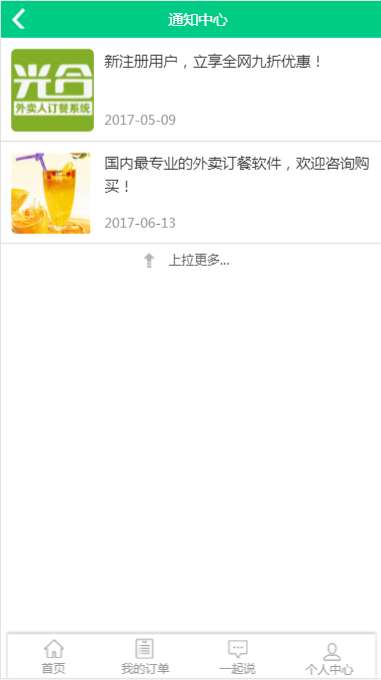 通知中心
光合
外卖人订餐系统
新注册用户，立享全网九折优惠！
2017-05-09
国内最专业的外卖订餐软件，欢迎咨询购
买！
2017-06-13
上拉更多...
首页
我的订单
一起说
个人中心